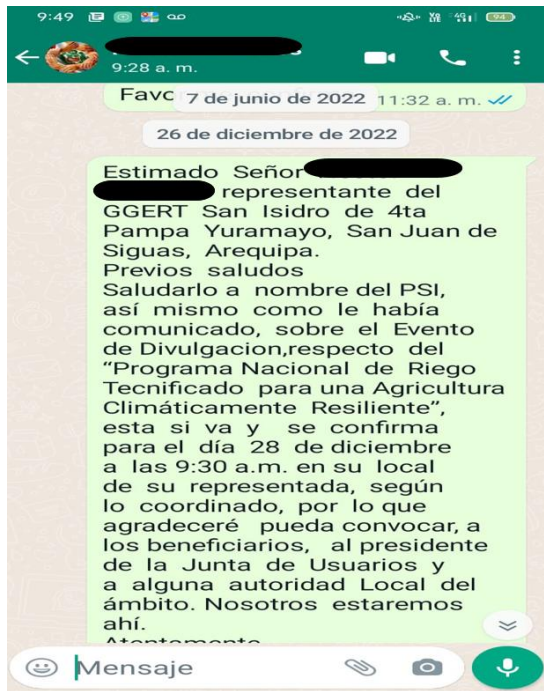 9:49
94
9:28 a. m.
7 de junio de 2022 11:32 a. m.
26 de diciembre de 2022
Estimado Señor
representante del
GGERT San Isidro de 4ta
Pampa Yuramayo, San Juan de
Siguas, Arequipa.
Previos saludos
Saludarlo a nombre del PSI,
así mismo como le había
comunicado, sobre el Evento
de Divulgacion,respecto del
“Programa Nacional de Riego
Tecnificado para una Agricultura
Climáticamente Resiliente”,
esta si va y se confirma
para el día 28 de diciembre
a las 9:30 a.m. en su local
de su representada, según
lo coordinado, por lo que
agradeceré pueda convocar, a
los beneficiarios, al presidente
de la Junta de Usuarios y
a alguna autoridad Local del
ámbito. Nosotros estaremos
ahí.
Atentamente
Mensaje